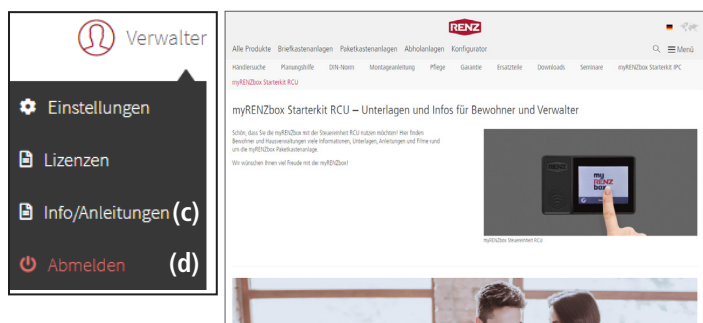 Verwalter
Einstellungen
Lizenzen
Info/Anleitungen (c)
Abmelden (d)
RENZ
Alle Produkte Briefkastenanlagen Paketkastenanlagen Abholanlagen Konfigurator Menü
Händlersuche Planungshilfe DIN-Norm Montageanleitung Pflege Garantie Ersatzteile Downloads Seminare myRENZbox Starterkit IPC
myRENZbox Starterkit RCU
myRENZbox Starterkit RCU – Unterlagen und Infos für Bewohner und Verwalter
Schön, dass Sie die myRENZbox mit der Steuereinheit RCU nutzen möchten! Hier finden
Bewohner und Hausverwaltungen viele Informationen, Unterlagen, Anleitungen und Filme rund
um die myRENZbox Paketkastenanlage.
Wir wünschen Ihnen viel Freude mit der myRENZbox!
my
RENZ
box
myRENZbox Steuereinheit RCU